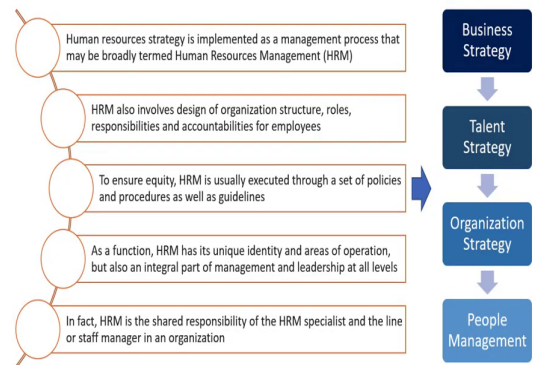 Human resources strategy is implemented as a management process that
may be broadly termed Human Resources Management (HRM)
HRM also involves design of organization structure, roles,
responsibilities and accountabilities for employees
To ensure equity, HRM is usually executed through a set of policies
and procedures as well as guidelines
As a function, HRM has its unique identity and areas of operation,
but also an integral part of management and leadership at all levels
In fact, HRM is the shared responsibility of the HRM specialist and the line
or staff manager in an organization
Business
Strategy
Talent
Strategy
Organization
Strategy
People
Management